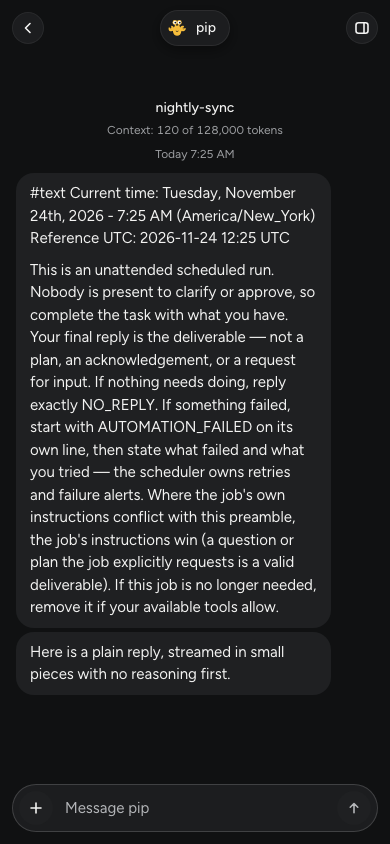 pip
nightly-sync
Context: 120 of 128,000 tokens
Today 7:25 AM
#text Current time: Tuesday, November
24th, 2026 - 7:25 AM (America/New_York)
Reference UTC: 2026-11-24 12:25 UTC
This is an unattended scheduled run.
Nobody is present to clarify or approve, so
complete the task with what you have.
Your final reply is the deliverable — not a
plan, an acknowledgement, or a request
for input. If nothing needs doing, reply
exactly NO_REPLY. If something failed,
start with AUTOMATION_FAILED on its
own line, then state what failed and what
you tried — the scheduler owns retries
and failure alerts. Where the job's own
instructions conflict with this preamble,
the job's instructions win (a question or
plan the job explicitly requests is a valid
deliverable). If this job is no longer needed,
remove it if your available tools allow.
Here is a plain reply, streamed in small
pieces with no reasoning first.
Message pip